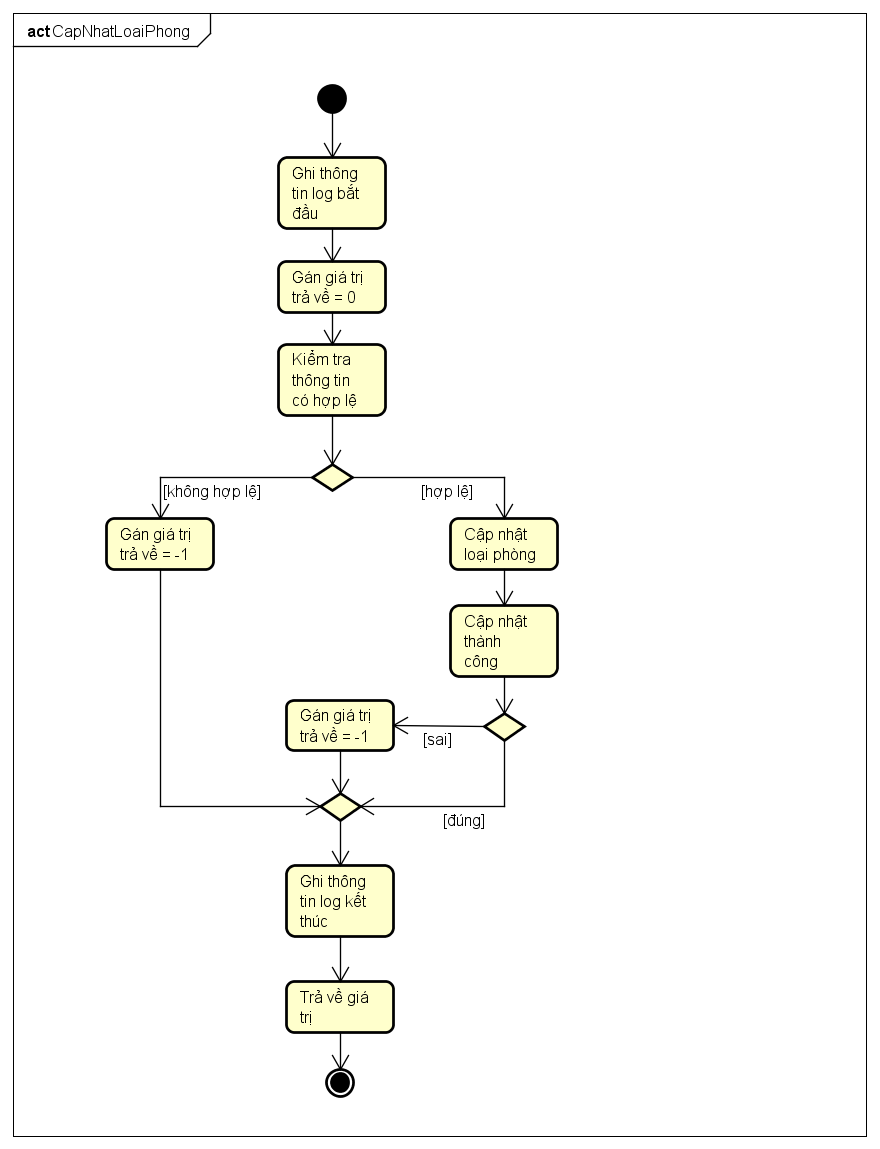 act CapNhatLoaiPhong
Ghi thông
tin log bắt
đầu
Gán giá trị
trả về = 0
Kiểm tra
thông tin
có hợp lệ
[không hợp lệ]
[hợp lệ]
Gán giá trị
trả về = -1
Cập nhật
loại phòng
Cập nhật
thành
công
Gán giá trị
trả về = -1
[sai]
[đúng]
Ghi thông
tin log kết
thúc
Trả về giá
trị